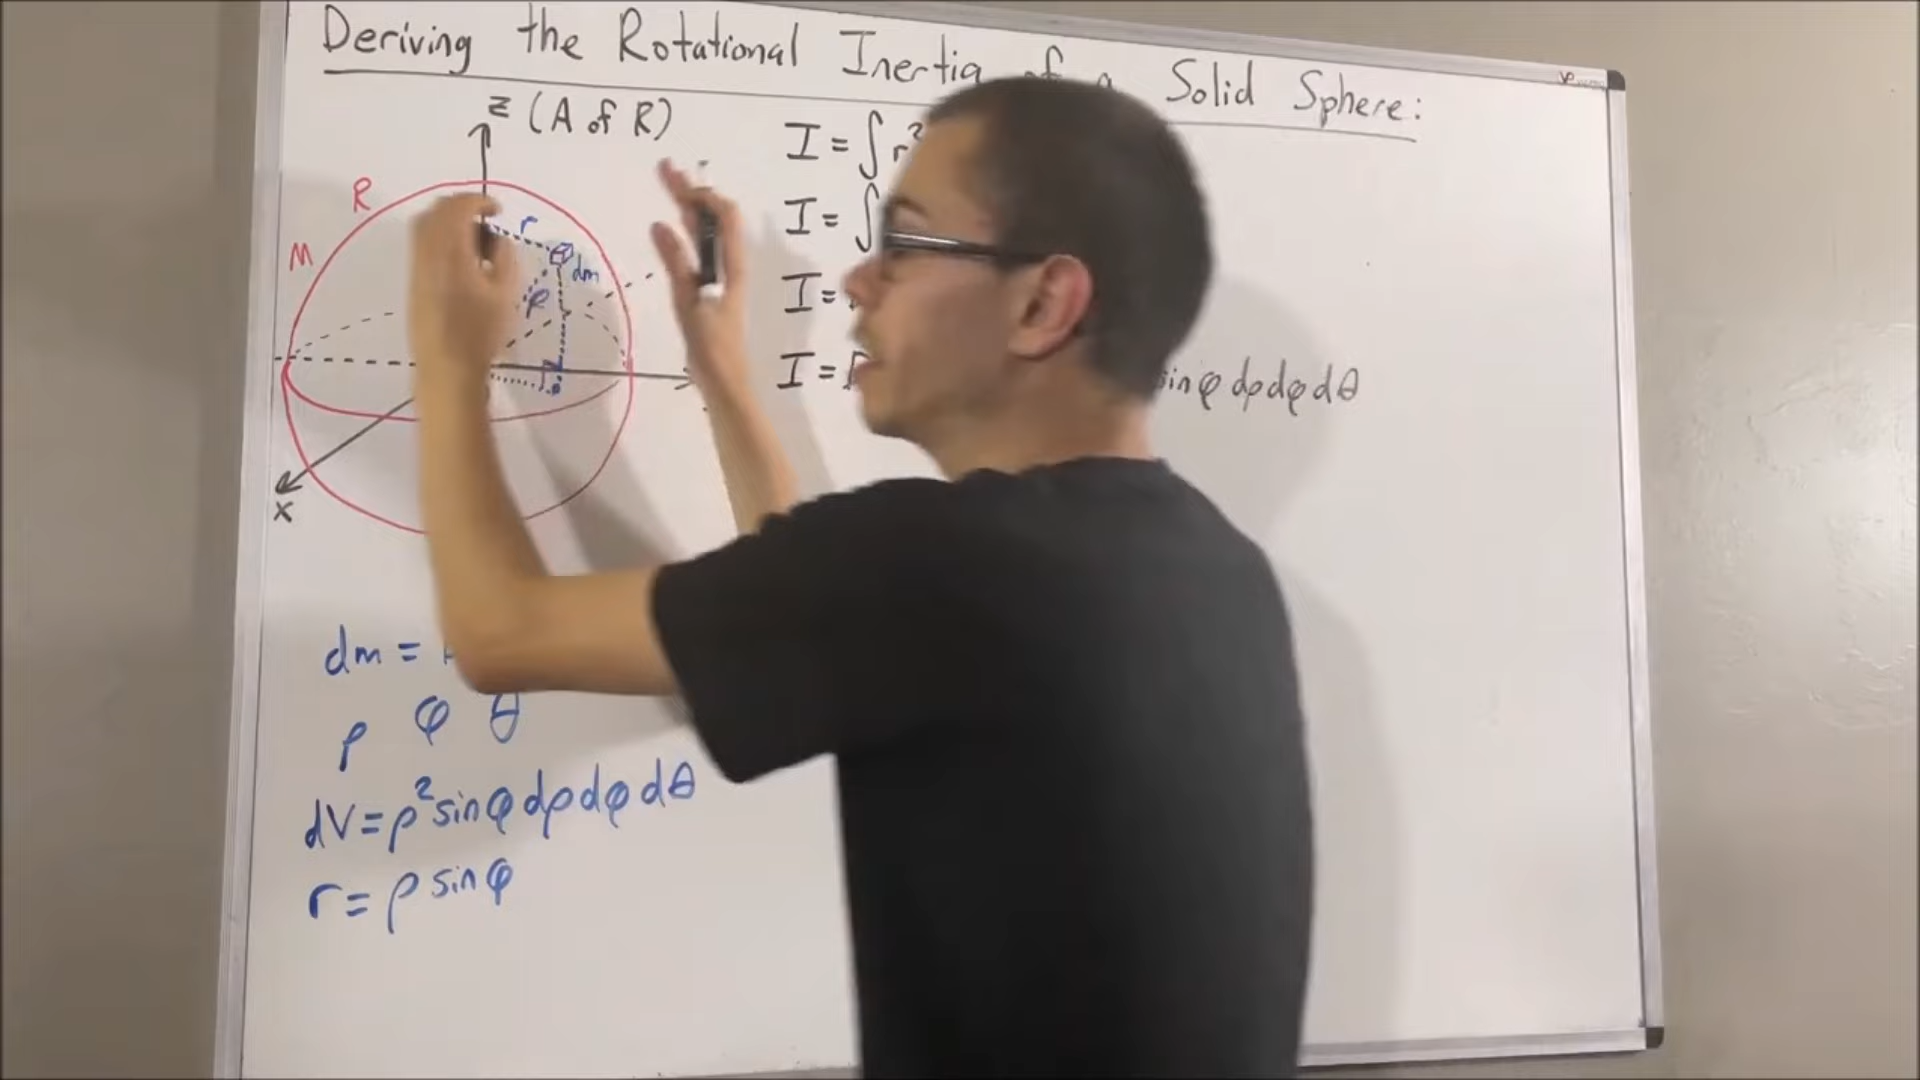 Deriving the Rotational Inertia of a Solid Sphere:
z (A of R)
R
M
r
dm
ρ
x
I = ∫ r²
I = ∫
I =
I =
sin φ dρ dφ dθ
dm =
ρ φ θ
dV = ρ² sin φ dρ dφ dθ
r = ρ sin φ